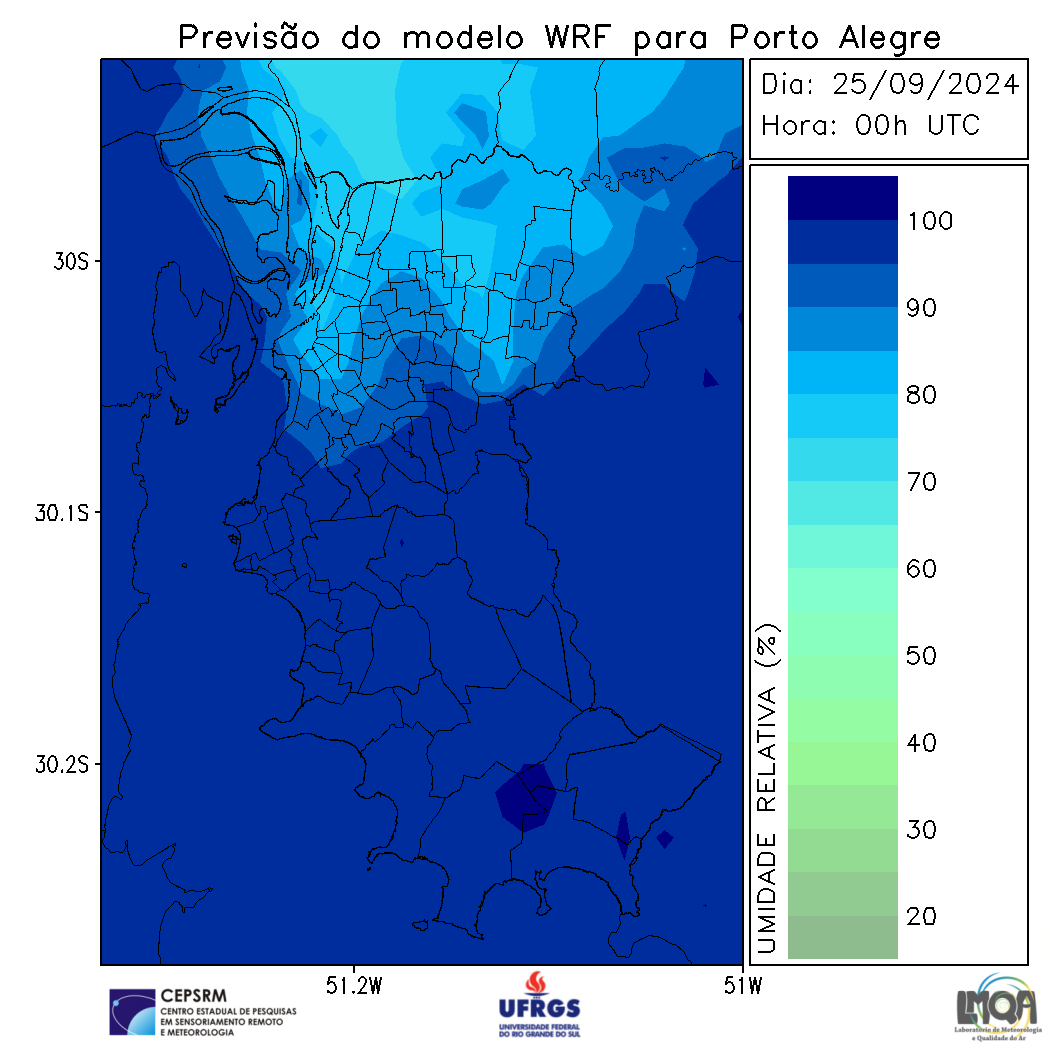 Previsão do modelo WRF para Porto Alegre
Dia: 25/09/2024
Hora: 00h UTC
30S
30.1S
30.2S
51.2W
51W
UMIDADE RELATIVA (%)
100
90
80
70
60
50
40
30
20
CEPSRM
CENTRO ESTADUAL DE PESQUISAS
EM SENSORIAMENTO REMOTO
E METEOROLOGIA
UFRGS
UNIVERSIDADE FEDERAL
DO RIO GRANDE DO SUL
LMQA
Laboratório de Meteorologia
e Qualidade do Ar